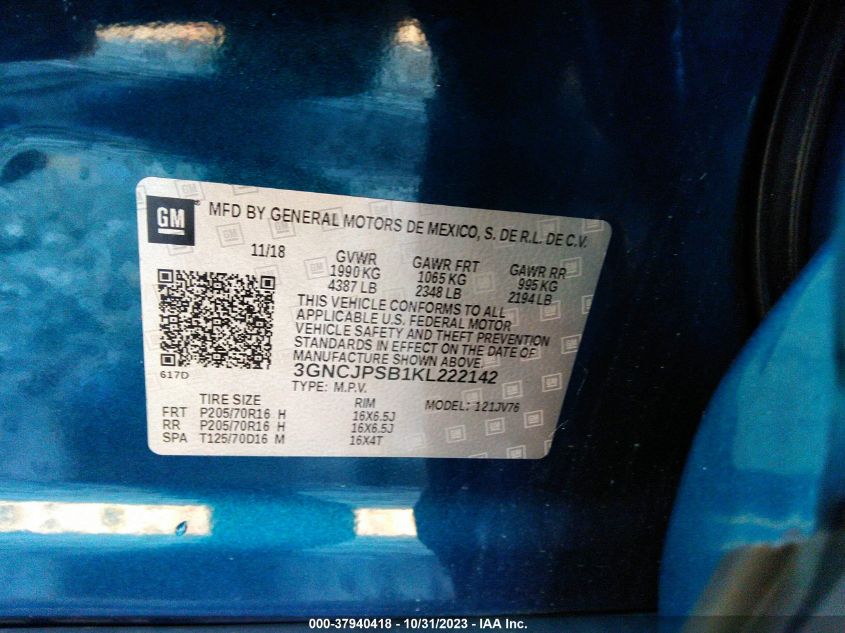 GM
MFD BY GENERAL MOTORS DE MEXICO, S. DE R.L. DE C.V.
11/18
GVWR GAWR FRT GAWR RR
1990 KG 1065 KG 995 KG
4387 LB 2348 LB 2194 LB
THIS VEHICLE CONFORMS TO ALL
APPLICABLE U.S. FEDERAL MOTOR
VEHICLE SAFETY AND THEFT PREVENTION
STANDARDS IN EFFECT ON THE DATE OF
MANUFACTURE SHOWN ABOVE.
617D
3GNCJPSB1KL222142
TYPE: M.P.V. MODEL: 121JV76
TIRE SIZE RIM
FRT P205/70R16 H 16X6.5J
RR P205/70R16 H 16X6.5J
SPA T125/70D16 M 16X4T
000-37940418 - 10/31/2023 - IAA Inc.